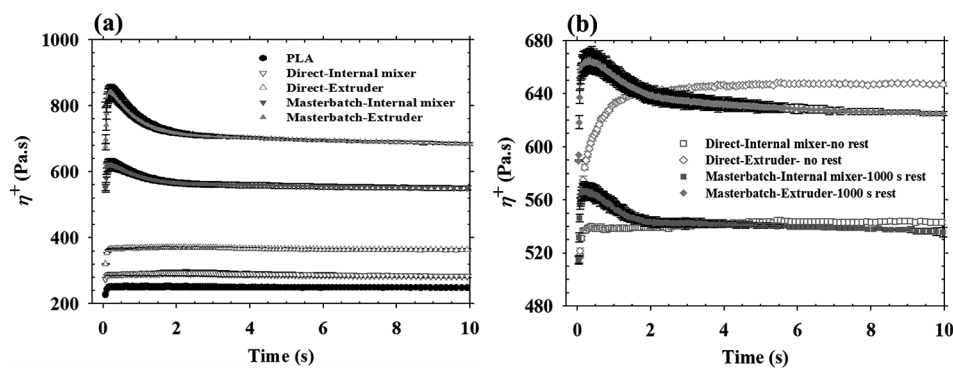 (a)
1000
800
600
400
200
η⁺ (Pa.s)
PLA
Direct-Internal mixer
Direct-Extruder
Masterbatch-Internal mixer
Masterbatch-Extruder
0 2 4 6 8 10
Time (s)
(b)
680
640
600
560
520
480
η⁺ (Pa.s)
Direct-Internal mixer-no rest
Direct-Extruder- no rest
Masterbatch-Internal mixer-1000 s rest
Masterbatch-Extruder-1000 s rest
0 2 4 6 8 10
Time (s)